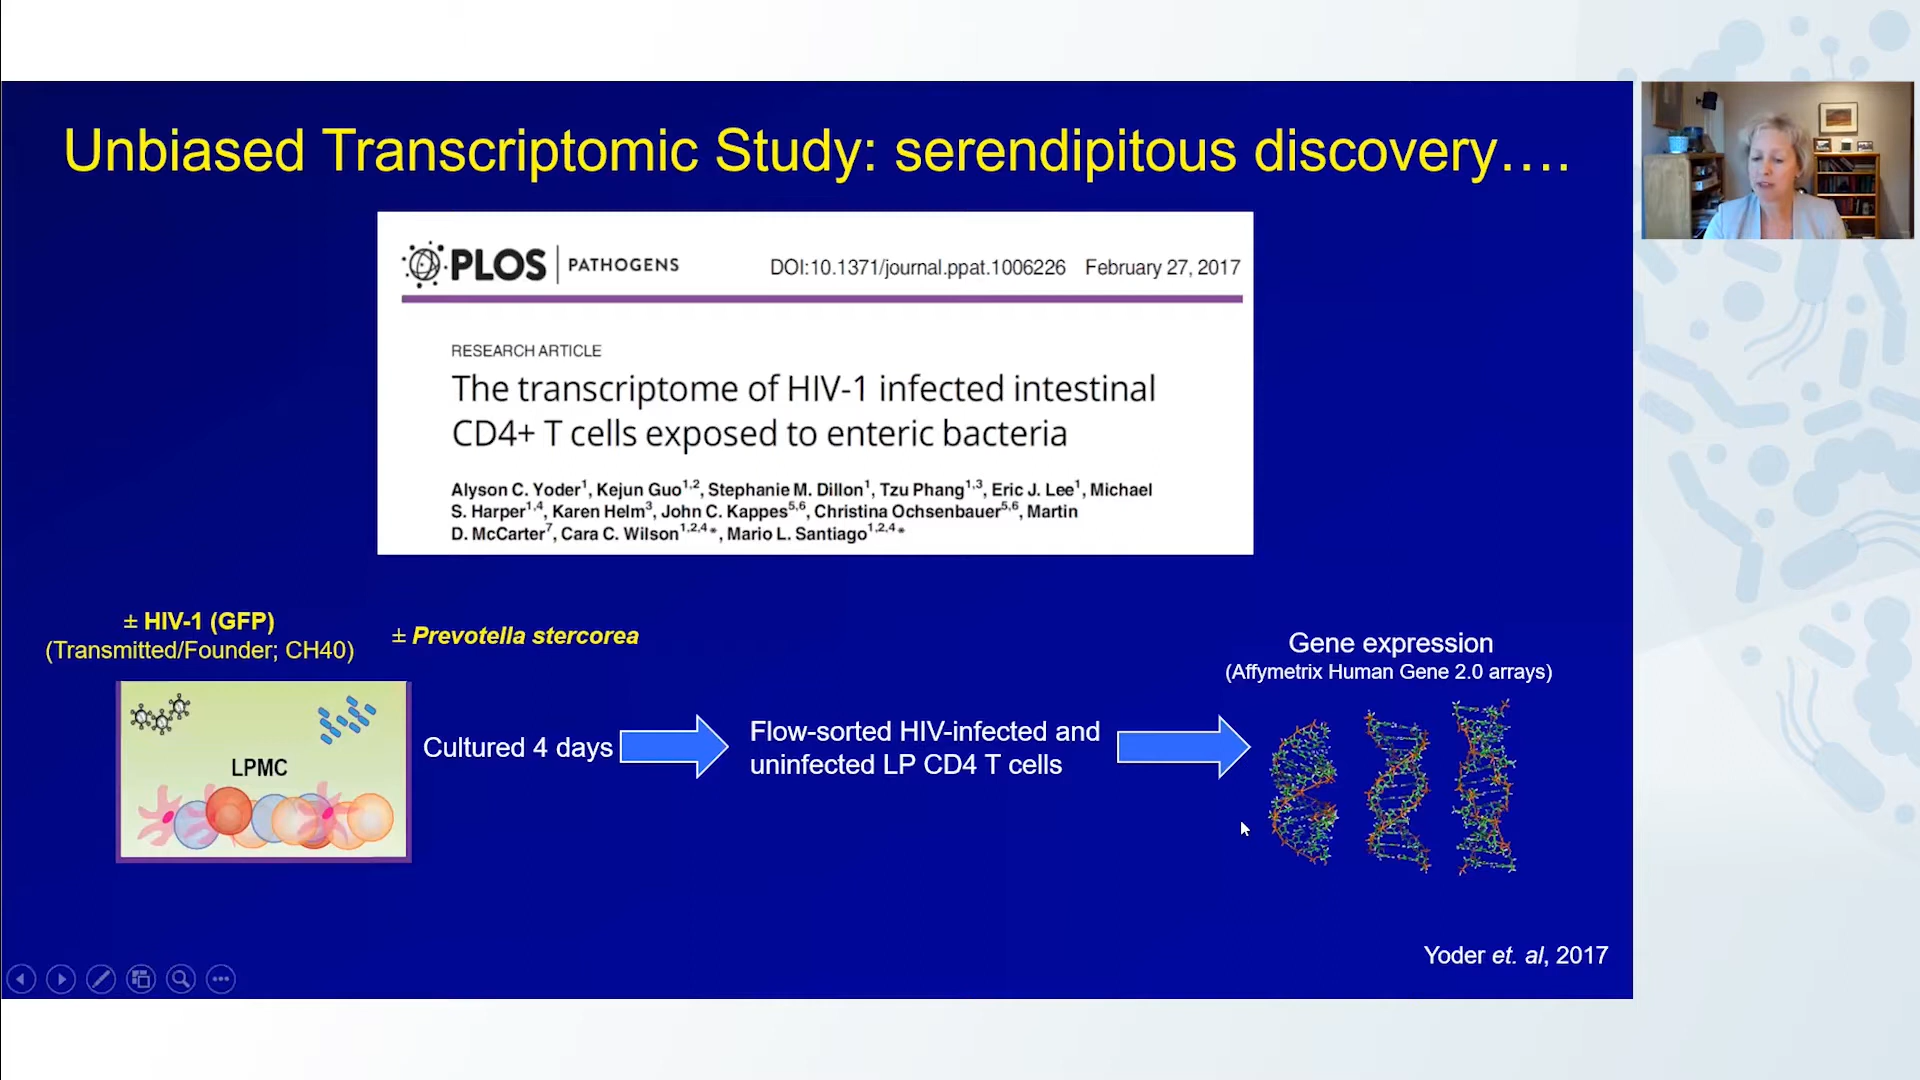 Unbiased Transcriptomic Study: serendipitous discovery….
PLOS | PATHOGENS
DOI:10.1371/journal.ppat.1006226 February 27, 2017
RESEARCH ARTICLE
The transcriptome of HIV-1 infected intestinal
CD4+ T cells exposed to enteric bacteria
Alyson C. Yoder1, Kejun Guo1,2, Stephanie M. Dillon1, Tzu Phang1,3, Eric J. Lee1, Michael
S. Harper1,4, Karen Helm3, John C. Kappes5,6, Christina Ochsenbauer5,6, Martin
D. McCarter7, Cara C. Wilson1,2,4*, Mario L. Santiago1,2,4*
± HIV-1 (GFP)
(Transmitted/Founder; CH40)
± Prevotella stercorea
LPMC
Cultured 4 days
Flow-sorted HIV-infected and
uninfected LP CD4 T cells
Gene expression
(Affymetrix Human Gene 2.0 arrays)
Yoder et. al, 2017